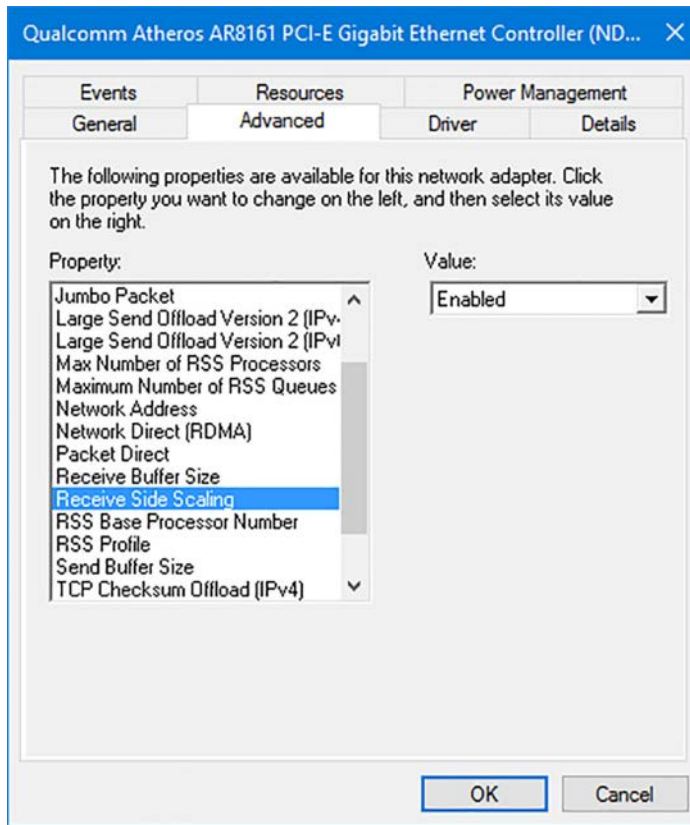 Qualcomm Atheros AR8161 PCI-E Gigabit Ethernet Controller (ND...
Events Resources Power Management
General Advanced Driver Details
The following properties are available for this network adapter. Click
the property you want to change on the left, and then select its value
on the right.
Property:
Value:
Jumbo Packet
Large Send Offload Version 2 (IPv
Large Send Offload Version 2 (IPv
Max Number of RSS Processors
Maximum Number of RSS Queues
Network Address
Network Direct (RDMA)
Packet Direct
Receive Buffer Size
Receive Side Scaling
RSS Base Processor Number
RSS Profile
Send Buffer Size
TCP Checksum Offload (IPv4)
Enabled
OK Cancel